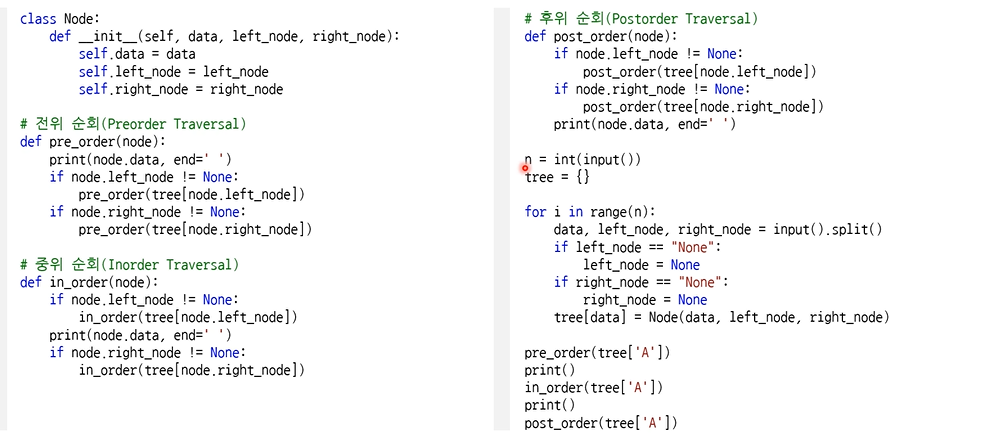 class Node:
    def __init__(self, data, left_node, right_node):
        self.data = data
        self.left_node = left_node
        self.right_node = right_node

# 전위 순회(Preorder Traversal)
def pre_order(node):
    print(node.data, end=' ')
    if node.left_node != None:
        pre_order(tree[node.left_node])
    if node.right_node != None:
        pre_order(tree[node.right_node])

# 중위 순회(Inorder Traversal)
def in_order(node):
    if node.left_node != None:
        in_order(tree[node.left_node])
    print(node.data, end=' ')
    if node.right_node != None:
        in_order(tree[node.right_node])

# 후위 순회(Postorder Traversal)
def post_order(node):
    if node.left_node != None:
        post_order(tree[node.left_node])
    if node.right_node != None:
        post_order(tree[node.right_node])
    print(node.data, end=' ')

n = int(input())
tree = {}

for i in range(n):
    data, left_node, right_node = input().split()
    if left_node == "None":
        left_node = None
    if right_node == "None":
        right_node = None
    tree[data] = Node(data, left_node, right_node)

pre_order(tree['A'])
print()
in_order(tree['A'])
print()
post_order(tree['A'])